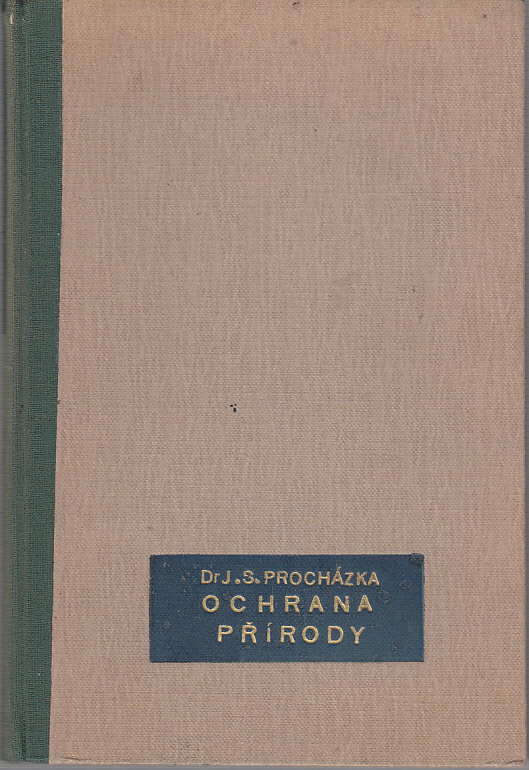 Dr J. S. PROCHÁZKA
OCHRANA
PŘÍRODY